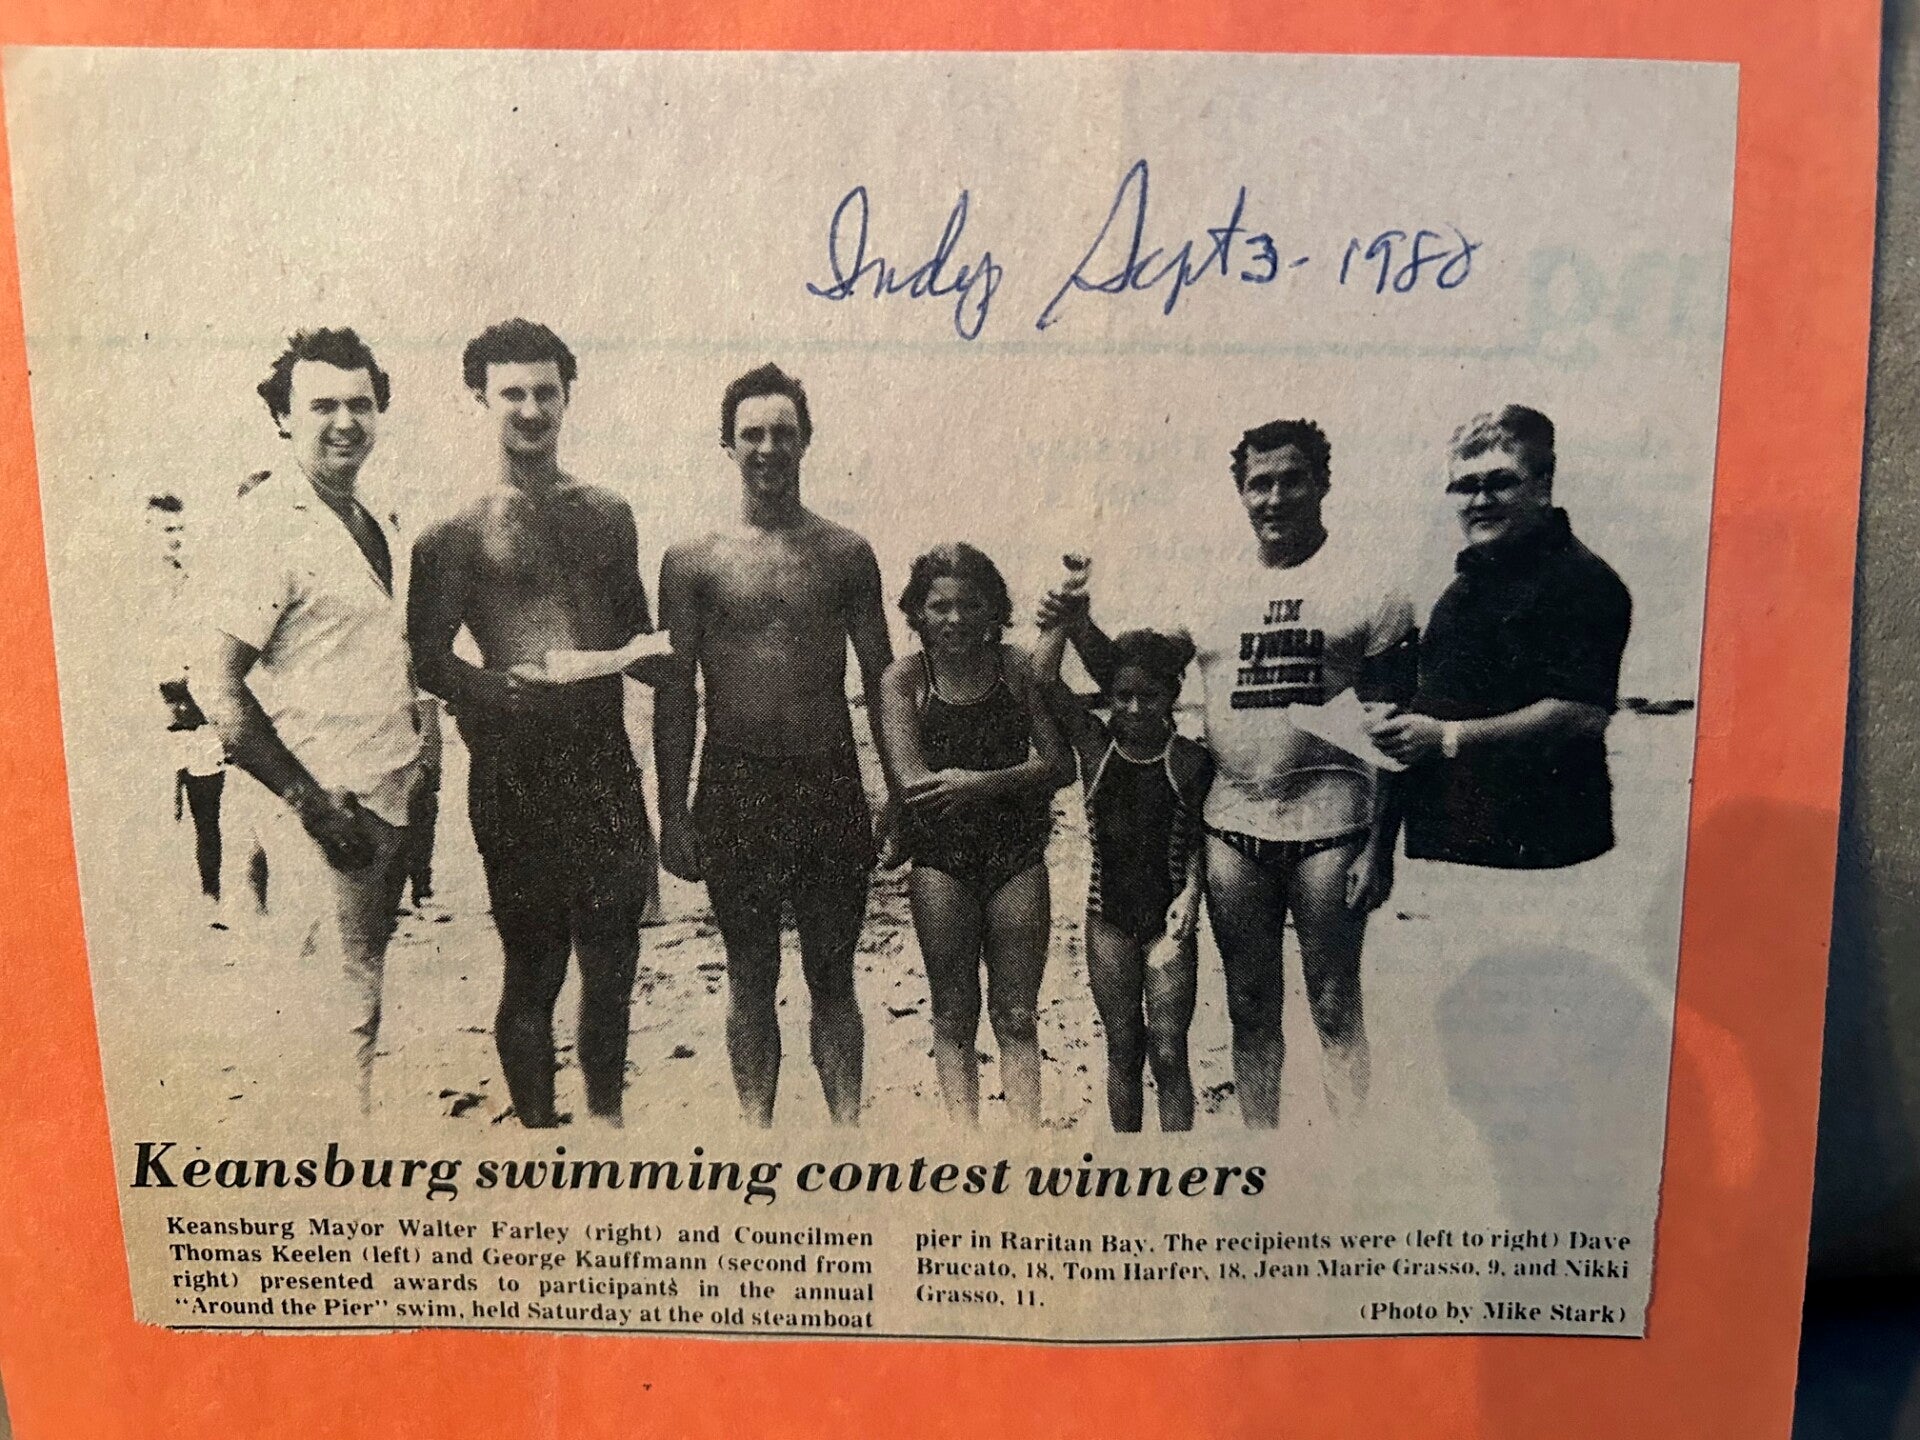 Indy Sept 3 - 1982
JIM
Keansburg swimming contest winners
Keansburg Mayor Walter Farley (right) and Councilmen
Thomas Keelen (left) and George Kauffmann (second from
right) presented awards to participants in the annual
"Around the Pier" swim, held Saturday at the old steamboat
pier in Raritan Bay. The recipients were (left to right) Dave
Brucato, 18, Tom Harfer, 18, Jean Marie Grasso, 9, and Nikki
Grasso, 11.
(Photo by Mike Stark)